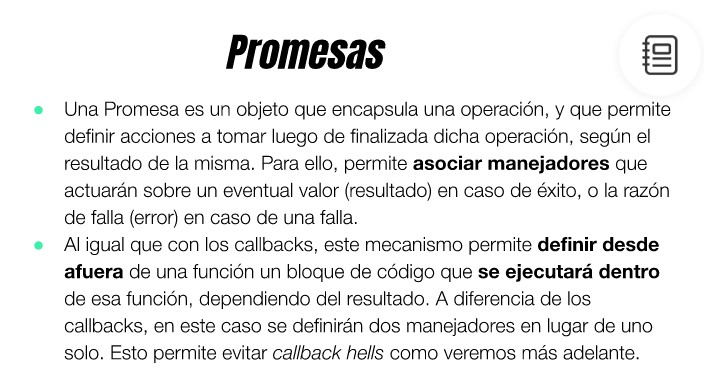 Promesas
● Una Promesa es un objeto que encapsula una operación, y que permite
definir acciones a tomar luego de finalizada dicha operación, según el
resultado de la misma. Para ello, permite asociar manejadores que
actuarán sobre un eventual valor (resultado) en caso de éxito, o la razón
de falla (error) en caso de una falla.
● Al igual que con los callbacks, este mecanismo permite definir desde
afuera de una función un bloque de código que se ejecutará dentro
de esa función, dependiendo del resultado. A diferencia de los
callbacks, en este caso se definirán dos manejadores en lugar de uno
solo. Esto permite evitar callback hells como veremos más adelante.